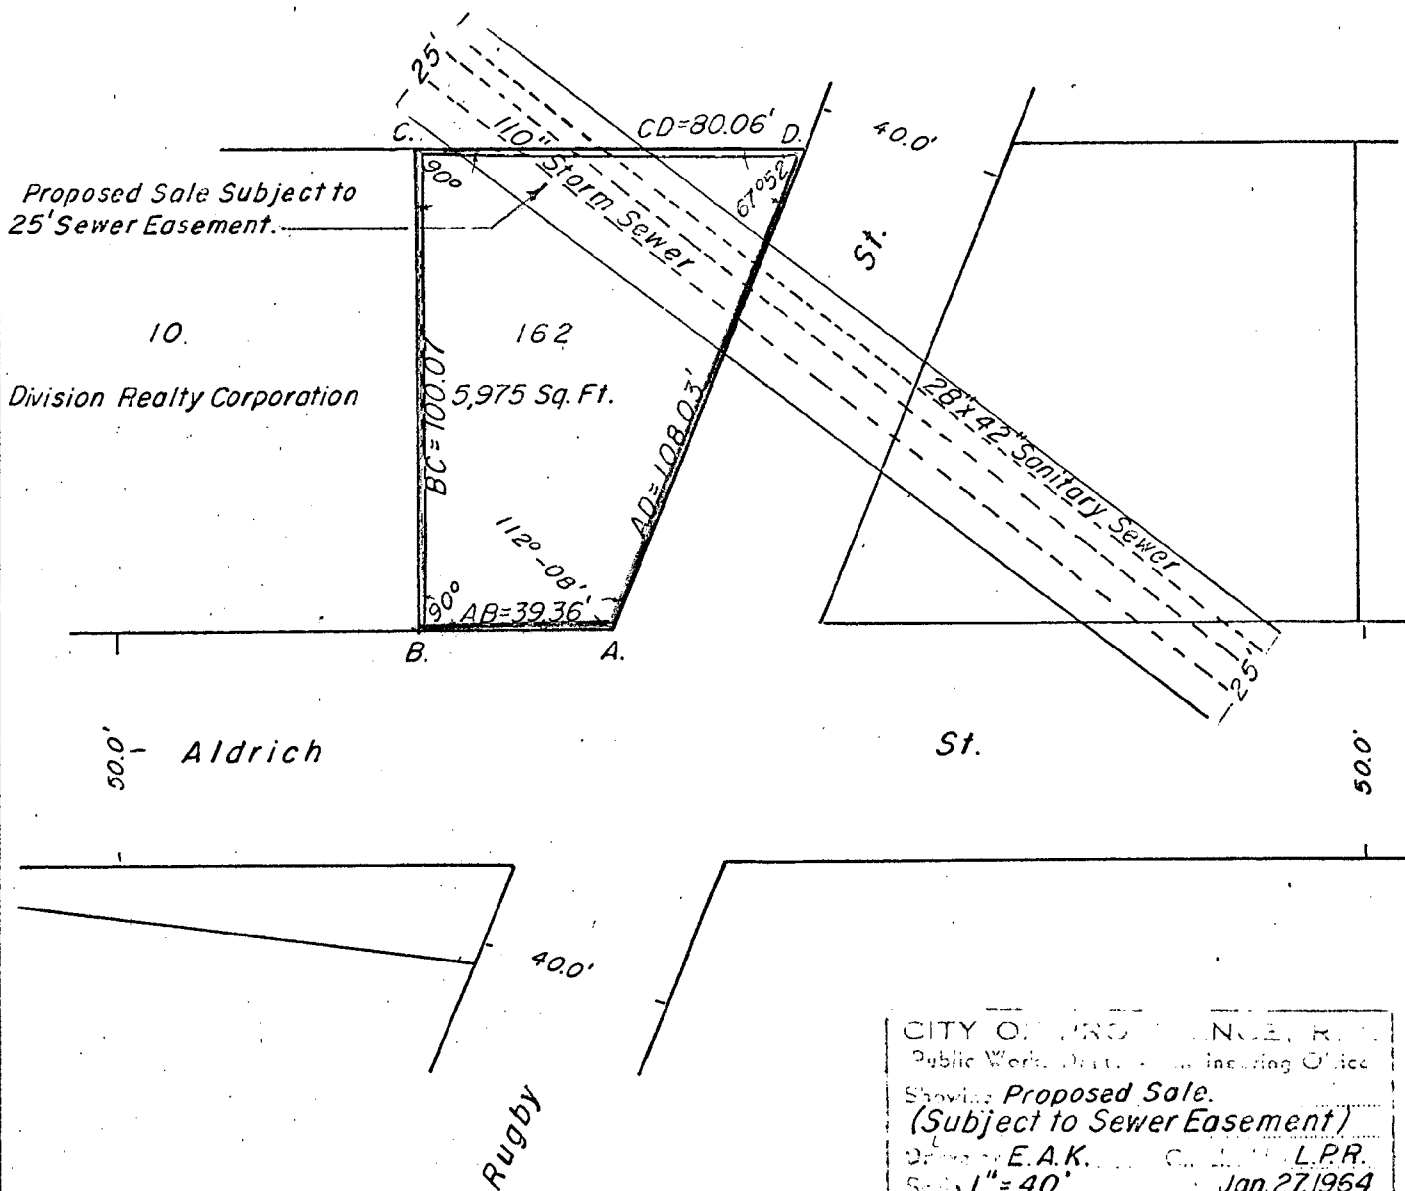 25'
CD=80.06'
C.
D.
40.0'
110" Storm Sewer
90°
67°52'
Proposed Sale Subject to
25' Sewer Easement.
St.
10.
162
Division Realty Corporation
5,975 Sq. Ft.
BC=100.07
AD=108.03'
28"x42" Sanitary Sewer
112°-08'
90°
AB=39.36'
B.
A.
25'
50.0'
Aldrich
St.
50.0'
40.0'
Rugby
CITY
Public
Office
Showing Proposed Sale.
(Subject to Sewer Easement)
E.A.K.
L.P.R.
1"=40'
Jan. 27, 1964